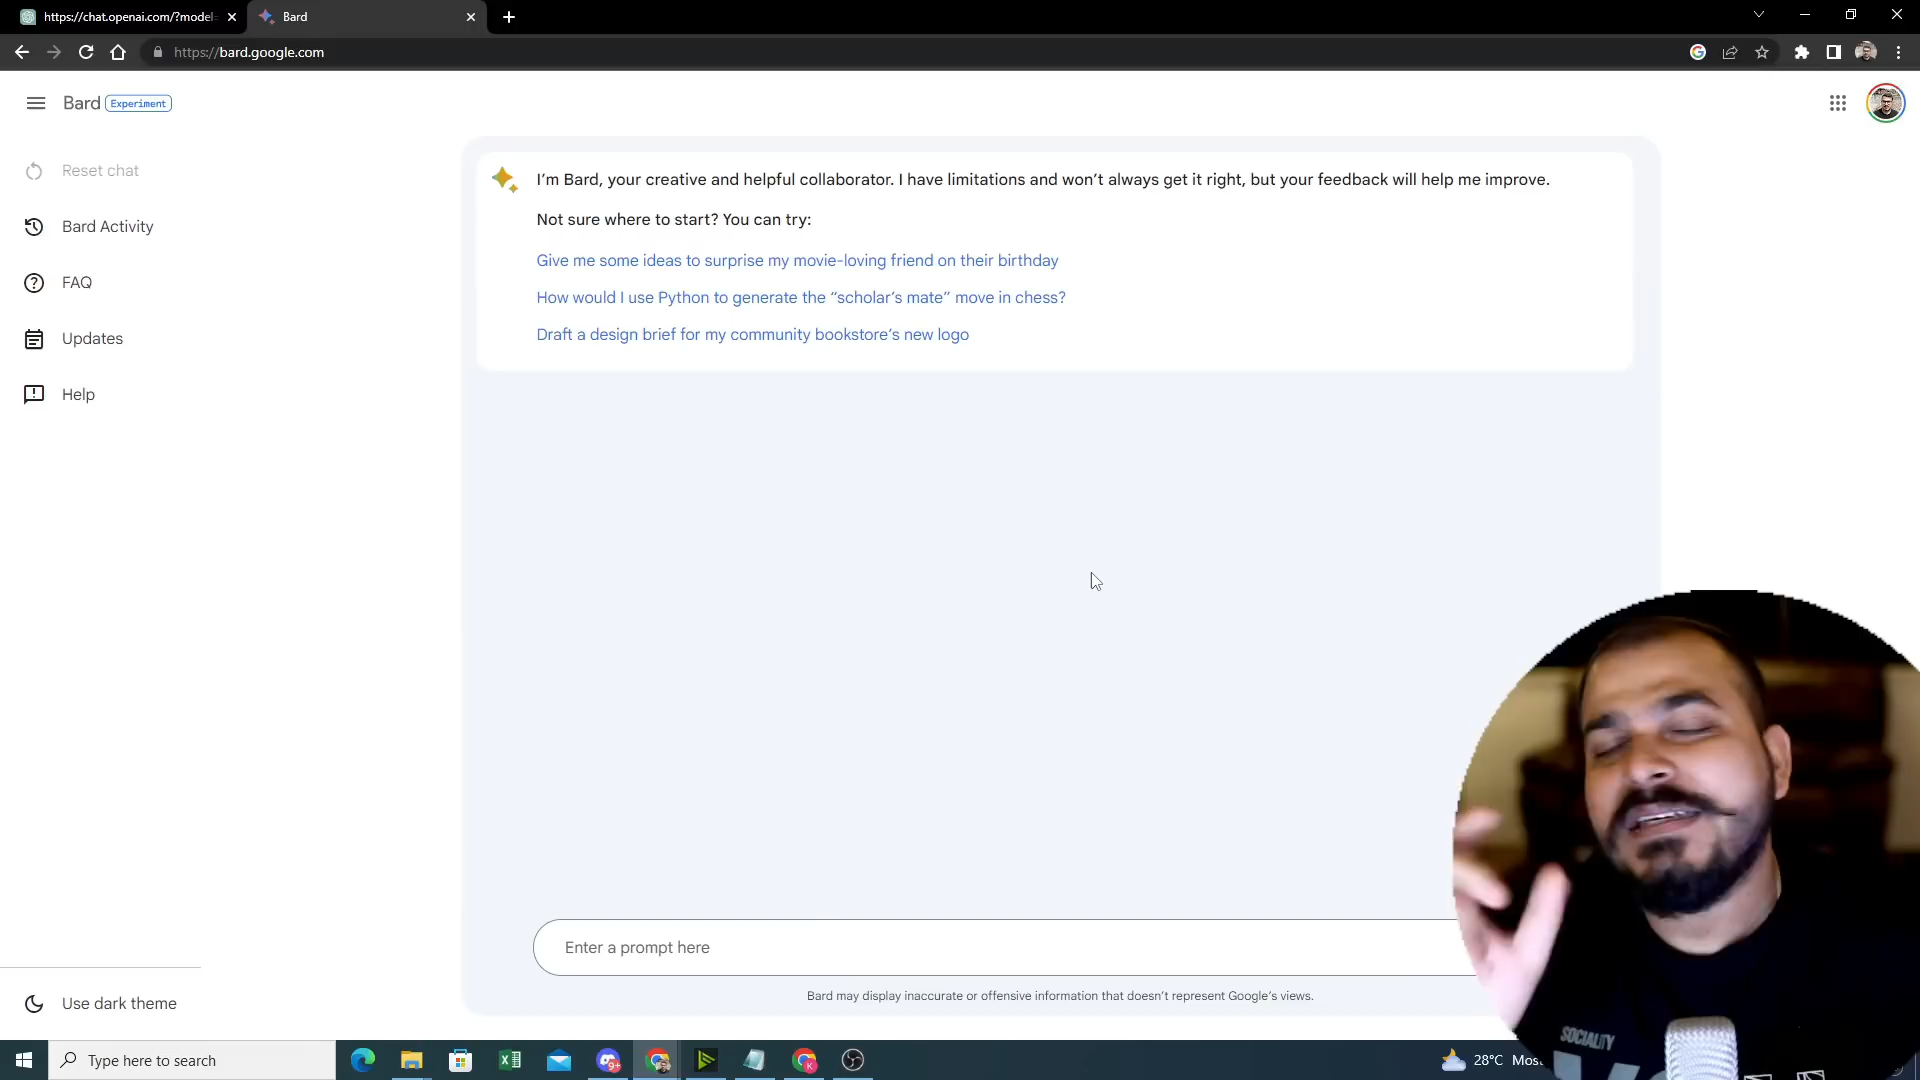 https://chat.openai.com/?model=
Bard
https://bard.google.com
Bard Experiment
Reset chat
Bard Activity
FAQ
Updates
Help
I'm Bard, your creative and helpful collaborator. I have limitations and won't always get it right, but your feedback will help me improve.
Not sure where to start? You can try:
Give me some ideas to surprise my movie-loving friend on their birthday
How would I use Python to generate the “scholar's mate” move in chess?
Draft a design brief for my community bookstore's new logo
Enter a prompt here
Bard may display inaccurate or offensive information that doesn't represent Google's views.
Use dark theme
SOCIALITY
Type here to search
9+
K
28°C Mos